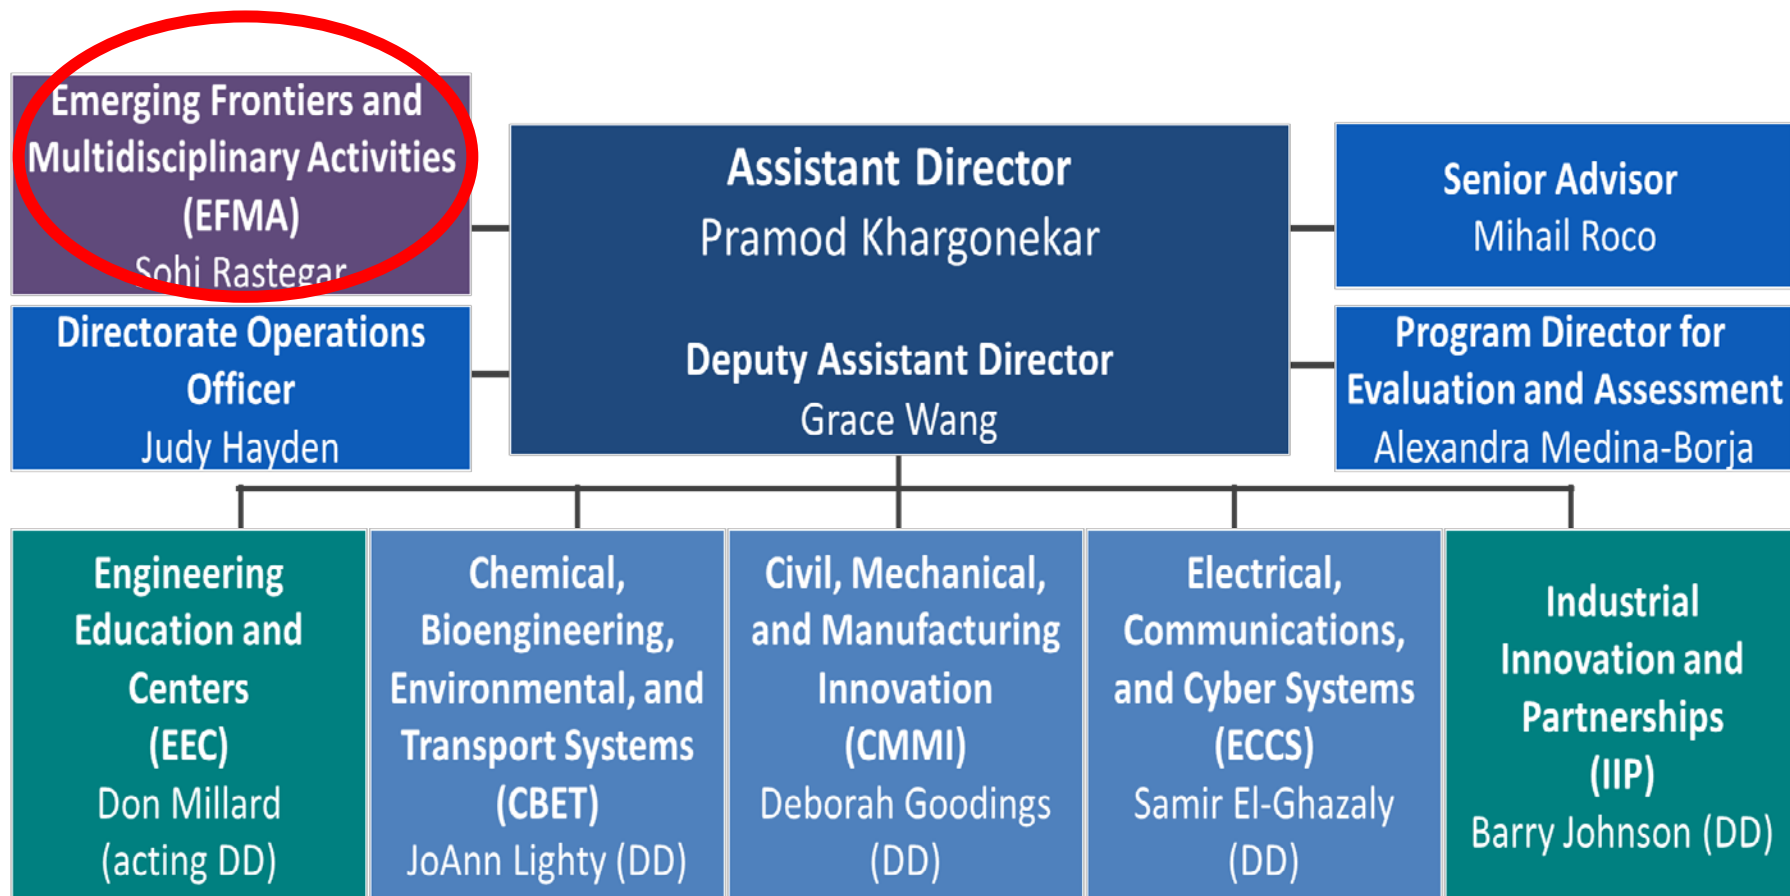 Emerging Frontiers and
Multidisciplinary Activities
(EFMA)
Sohi Rastegar
Directorate Operations
Officer
Judy Hayden
Assistant Director
Pramod Khargonekar
Deputy Assistant Director
Grace Wang
Senior Advisor
Mihail Roco
Program Director for
Evaluation and Assessment
Alexandra Medina-Borja
Engineering
Education and
Centers
(EEC)
Don Millard
(acting DD)
Chemical,
Bioengineering,
Environmental, and
Transport Systems
(CBET)
JoAnn Lighty (DD)
Civil, Mechanical,
and Manufacturing
Innovation
(CMMI)
Deborah Goodings
(DD)
Electrical,
Communications,
and Cyber Systems
(ECCS)
Samir El-Ghazaly
(DD)
Industrial
Innovation and
Partnerships
(IIP)
Barry Johnson (DD)